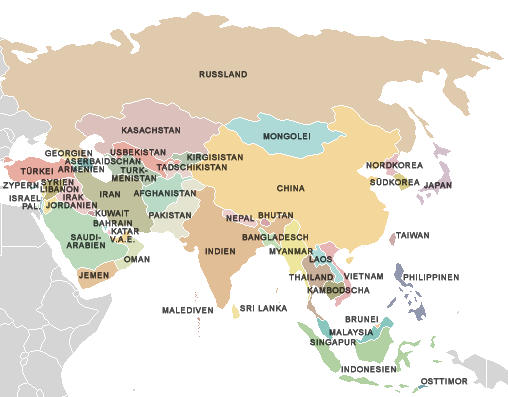 RUSSLAND
KASACHSTAN
MONGOLEI
GEORGIEN
USBEKISTAN
ASERBAIDSCHAN
KIRGISISTAN
TÜRKEI
ARMENIEN
TURK-
MENISTAN
TADSCHIKISTAN
NORDKOREA
ZYPERN
SYRIEN
LIBANON
IRAN
AFGHANISTAN
CHINA
SÜDKOREA
JAPAN
ISRAEL
PAL.
IRAK
JORDANIEN
KUWAIT
PAKISTAN
NEPAL
BHUTAN
BAHRAIN
KATAR
V.A.E.
SAUDI-
ARABIEN
BANGLADESCH
TAIWAN
OMAN
INDIEN
MYANMAR
LAOS
JEMEN
THAILAND
VIETNAM
PHILIPPINEN
KAMBODSCHA
MALEDIVEN
SRI LANKA
BRUNEI
MALAYSIA
SINGAPUR
INDONESIEN
OSTTIMOR